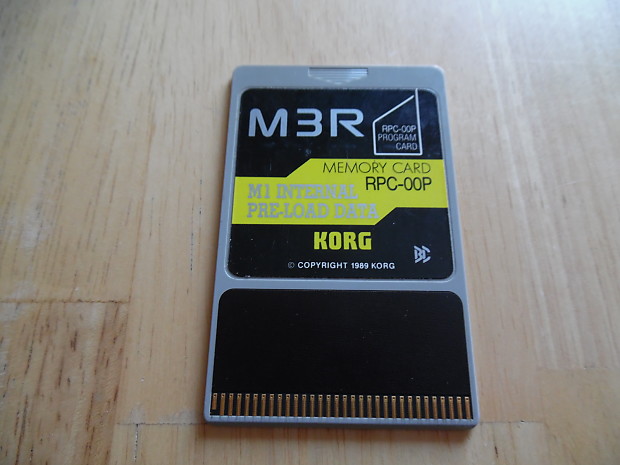 M3R
RPC-00P
PROGRAM
CARD
MEMORY CARD
RPC-00P
M1 INTERNAL
PRE-LOAD DATA
KORG
© COPYRIGHT 1989 KORG